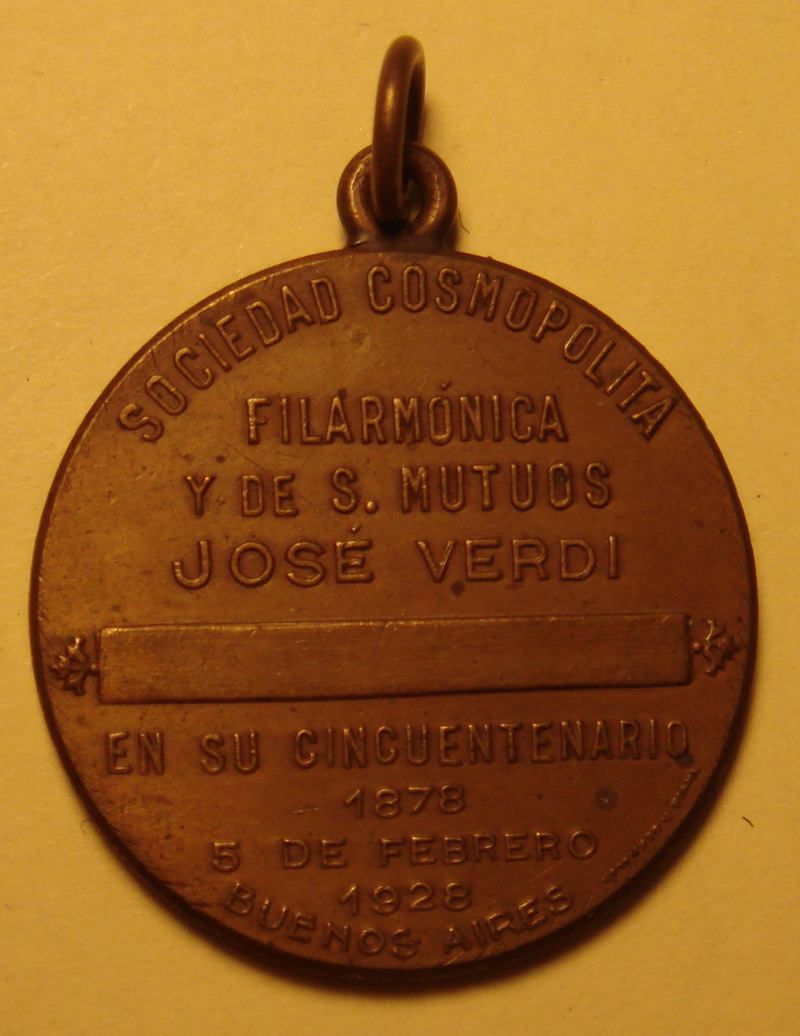 SOCIEDAD COSMOPOLITA
FILARMÓNICA
Y DE S. MUTUOS
JOSÉ VERDI
EN SU CINCUENTENARIO
1878
5 DE FEBRERO
1928
BUENOS AIRES